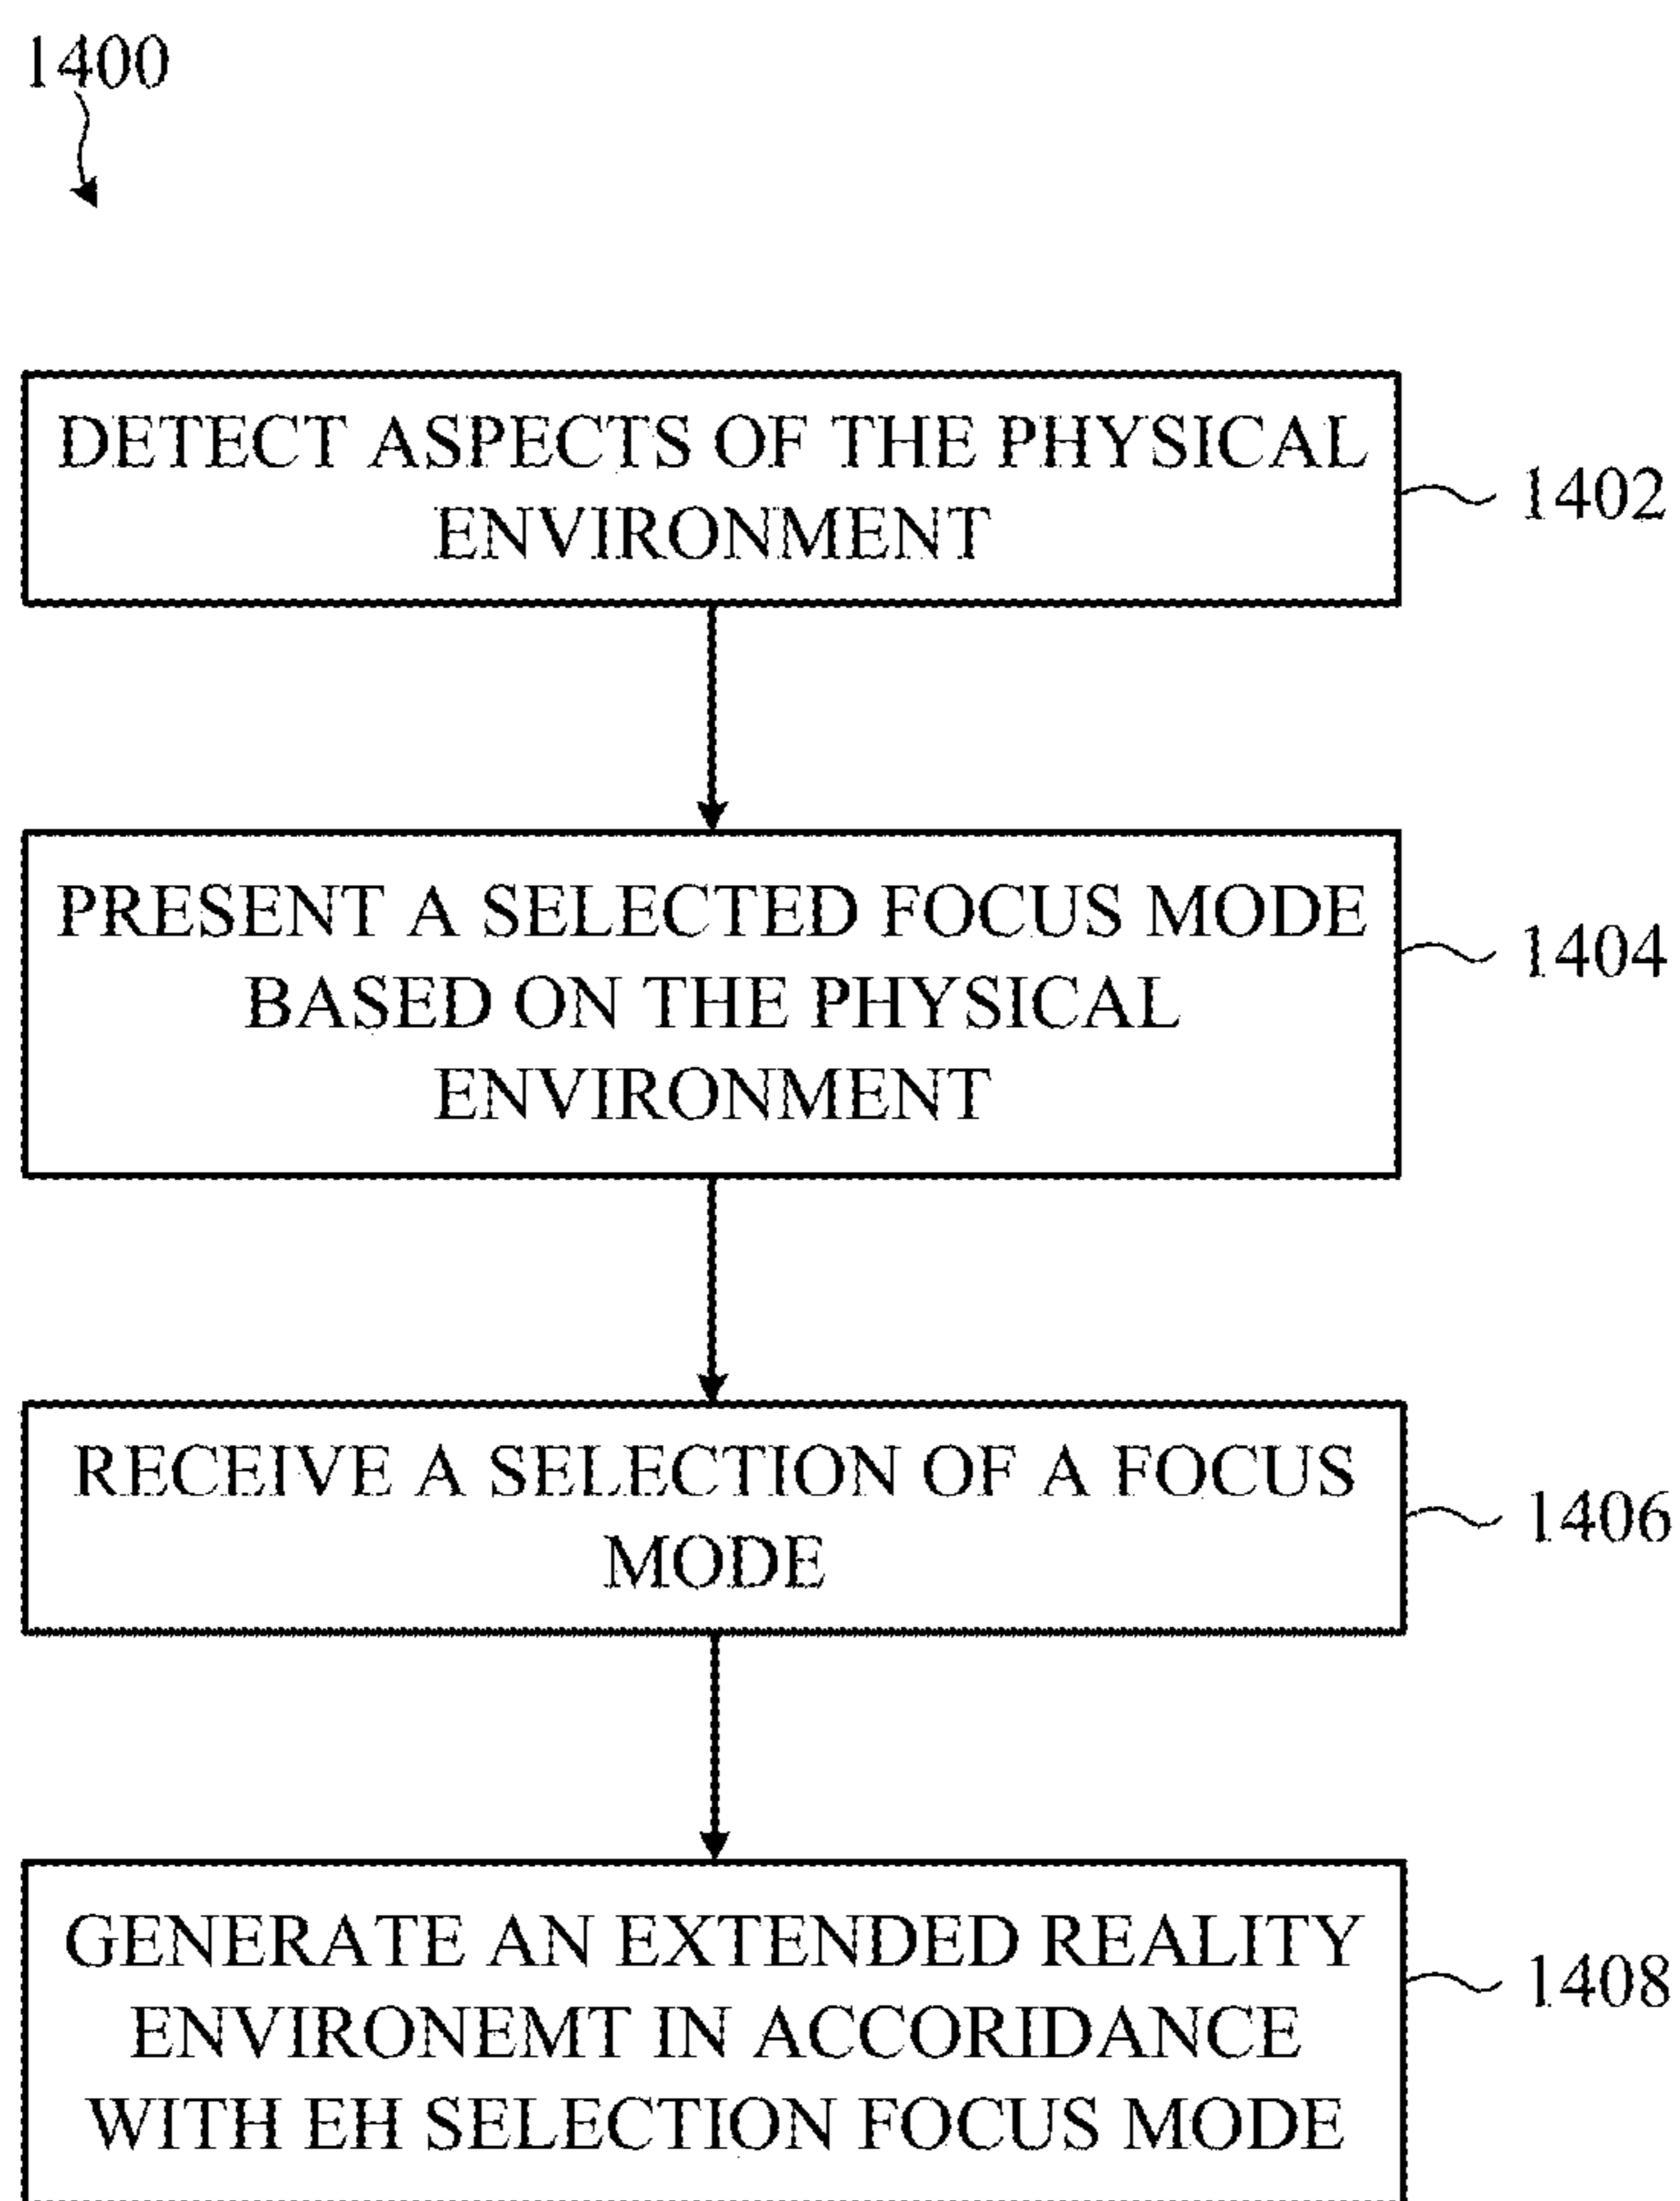 1400
DETECT ASPECTS OF THE PHYSICAL
ENVIRONMENT
1402
PRESENT A SELECTED FOCUS MODE
BASED ON THE PHYSICAL
ENVIRONMENT
1404
RECEIVE A SELECTION OF A FOCUS
MODE
1406
GENERATE AN EXTENDED REALITY
ENVIRONEMT IN ACCORIDANCE
WITH EH SELECTION FOCUS MODE
1408